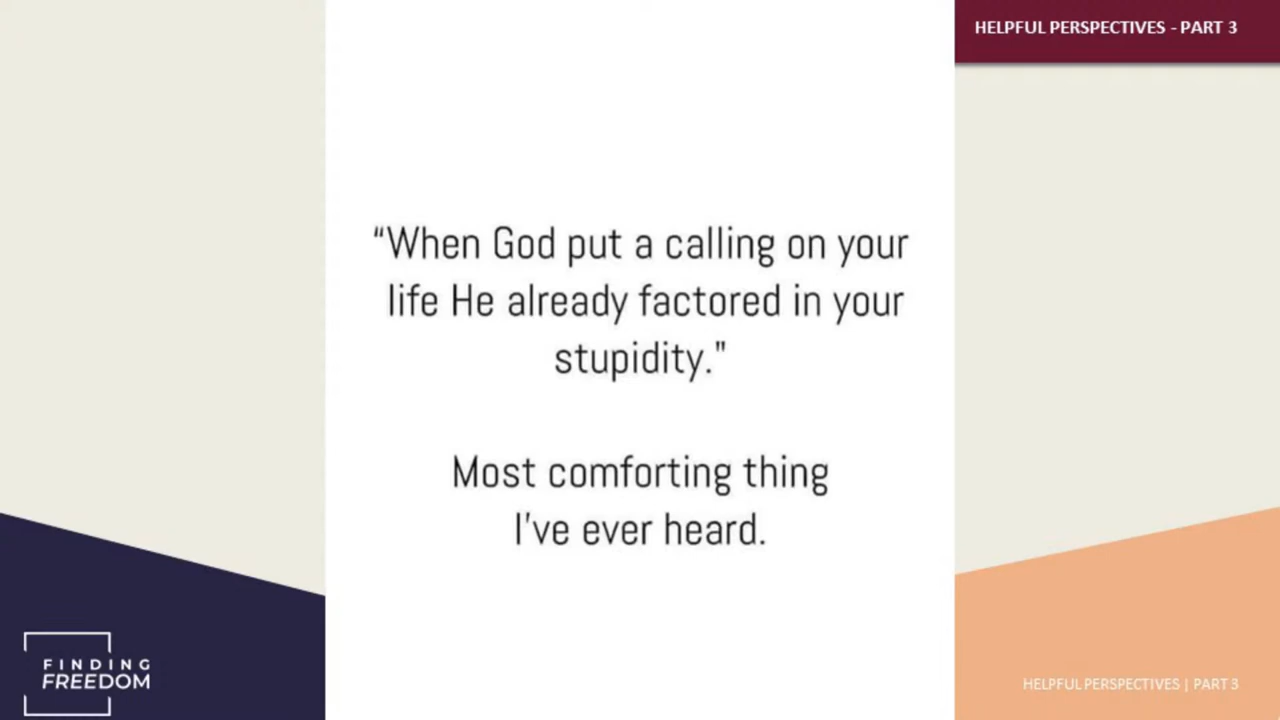 HELPFUL PERSPECTIVES - PART 3
“When God put a calling on your
life He already factored in your
stupidity."
Most comforting thing
I've ever heard.
FINDING
FREEDOM
HELPFUL PERSPECTIVES | PART 3